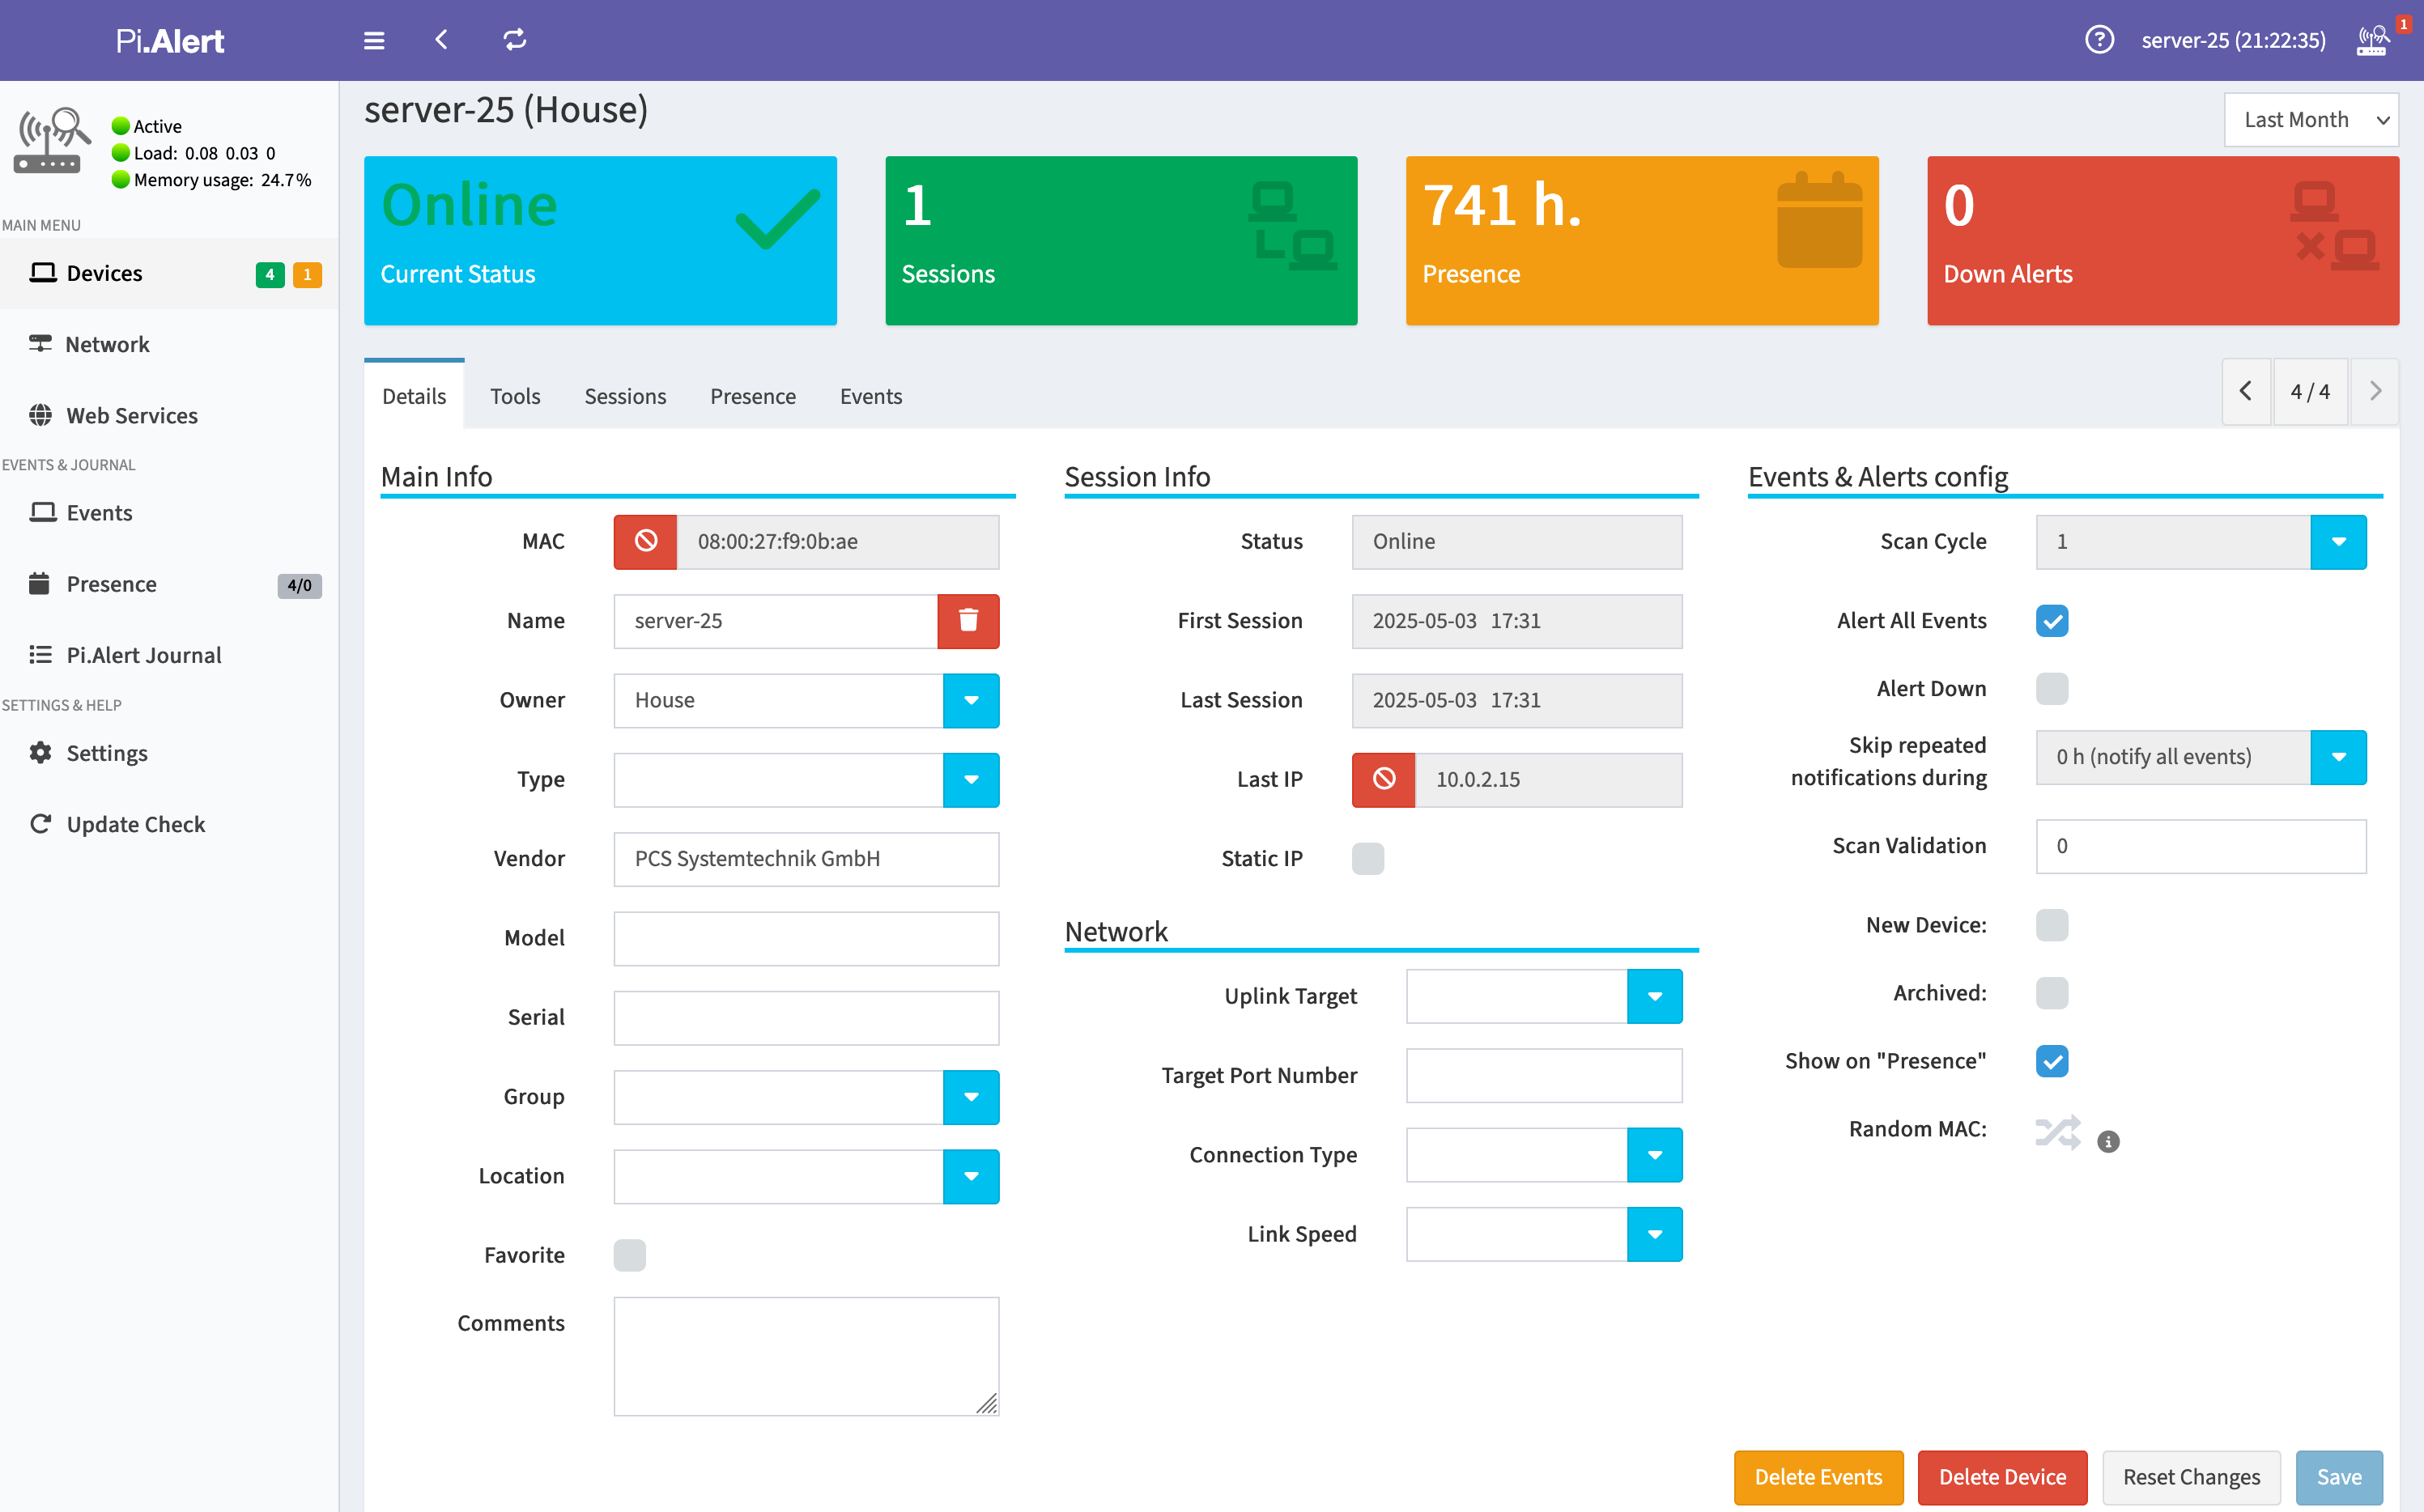 Pi.Alert
server-25 (21:22:35)
1
Active
Load: 0.08 0.03 0
Memory usage: 24.7%
MAIN MENU
Devices
4
1
Network
Web Services
EVENTS & JOURNAL
Events
Presence
4/0
Pi.Alert Journal
SETTINGS & HELP
Settings
Update Check
server-25 (House)
Last Month
Online
Current Status
1
Sessions
741 h.
Presence
0
Down Alerts
Details
Tools
Sessions
Presence
Events
4 / 4
Main Info
MAC
08:00:27:f9:0b:ae
Name
server-25
Owner
House
Type
Vendor
PCS Systemtechnik GmbH
Model
Serial
Group
Location
Favorite
Comments
Session Info
Status
Online
First Session
2025-05-03 17:31
Last Session
2025-05-03 17:31
Last IP
10.0.2.15
Static IP
Network
Uplink Target
Target Port Number
Connection Type
Link Speed
Events & Alerts config
Scan Cycle
1
Alert All Events
Alert Down
Skip repeated
notifications during
0 h (notify all events)
Scan Validation
0
New Device:
Archived:
Show on "Presence"
Random MAC:
Delete Events
Delete Device
Reset Changes
Save